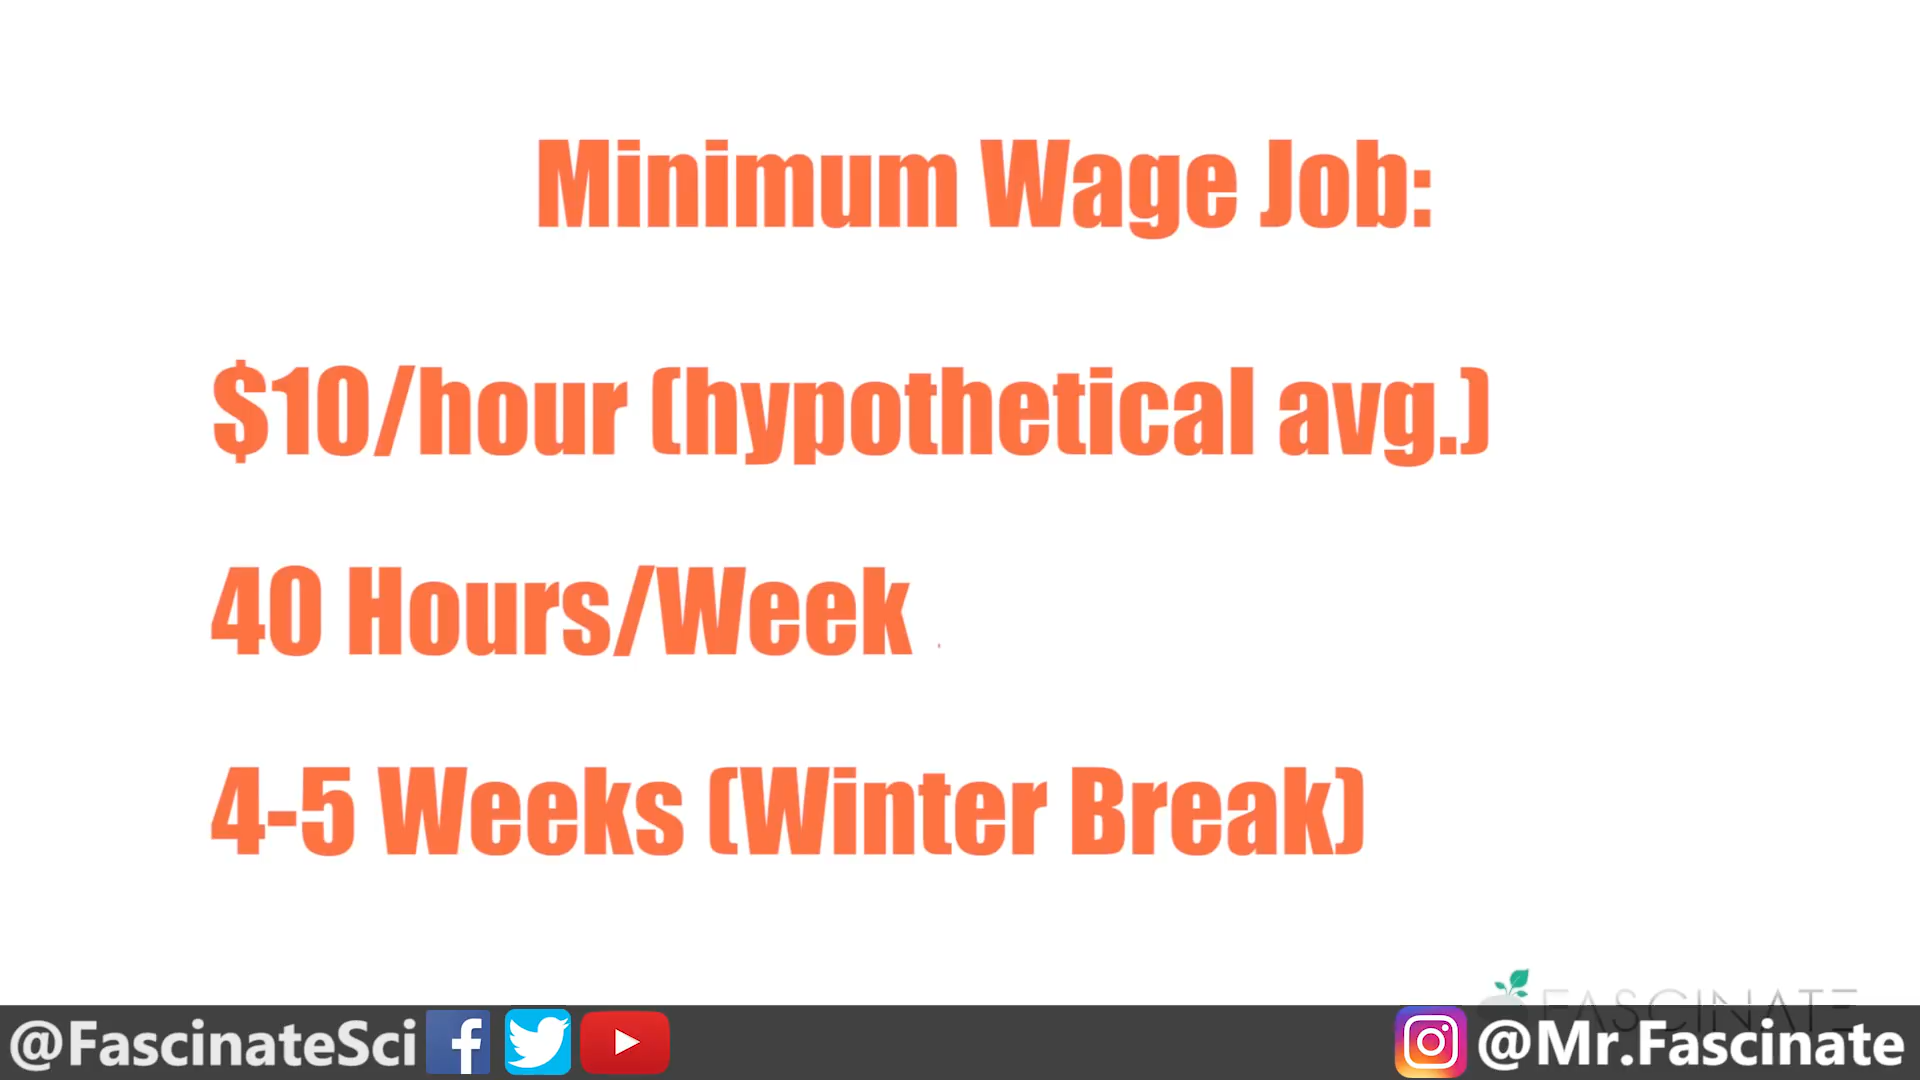 Minimum Wage Job:
$10/hour (hypothetical avg.)
40 Hours/Week
4-5 Weeks (Winter Break)
FASCINATE
@FascinateSci
@Mr.Fascinate